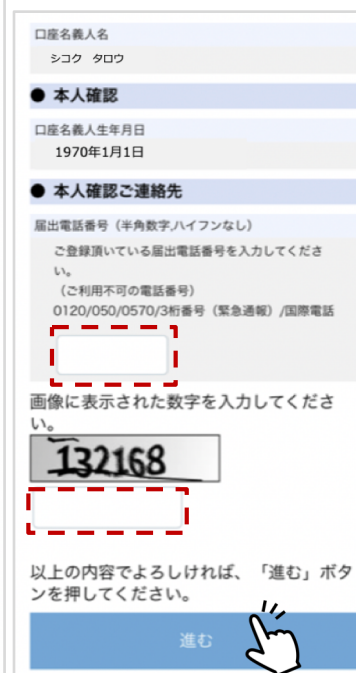 口座名義人名
シコク タロウ
● 本人確認
口座名義人生年月日
1970年1月1日
● 本人確認ご連絡先
届出電話番号（半角数字,ハイフンなし）
ご登録頂いている届出電話番号を入力してくださ
い。
（ご利用不可の電話番号）
0120/050/0570/3桁番号（緊急通報）/国際電話
画像に表示された数字を入力してくださ
い。
132168
以上の内容でよろしければ、「進む」ボタ
ンを押してください。
進む